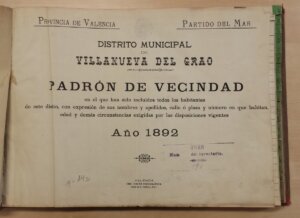 PROVINCIA DE VALENCIA
PARTIDO DEL MAR
DISTRITO MUNICIPAL
DE
VILLANUEVA DEL GRAO
PADRÓN DE VECINDAD
en el que han sido incluidos todos los habitantes
de este distrito, con expresión de sus nombres y apellidos, calle ó plaza y número en que habitan,
edad y demás circunstancias exigidas por las disposiciones vigentes
Año 1892
Núm.
VALENCIA